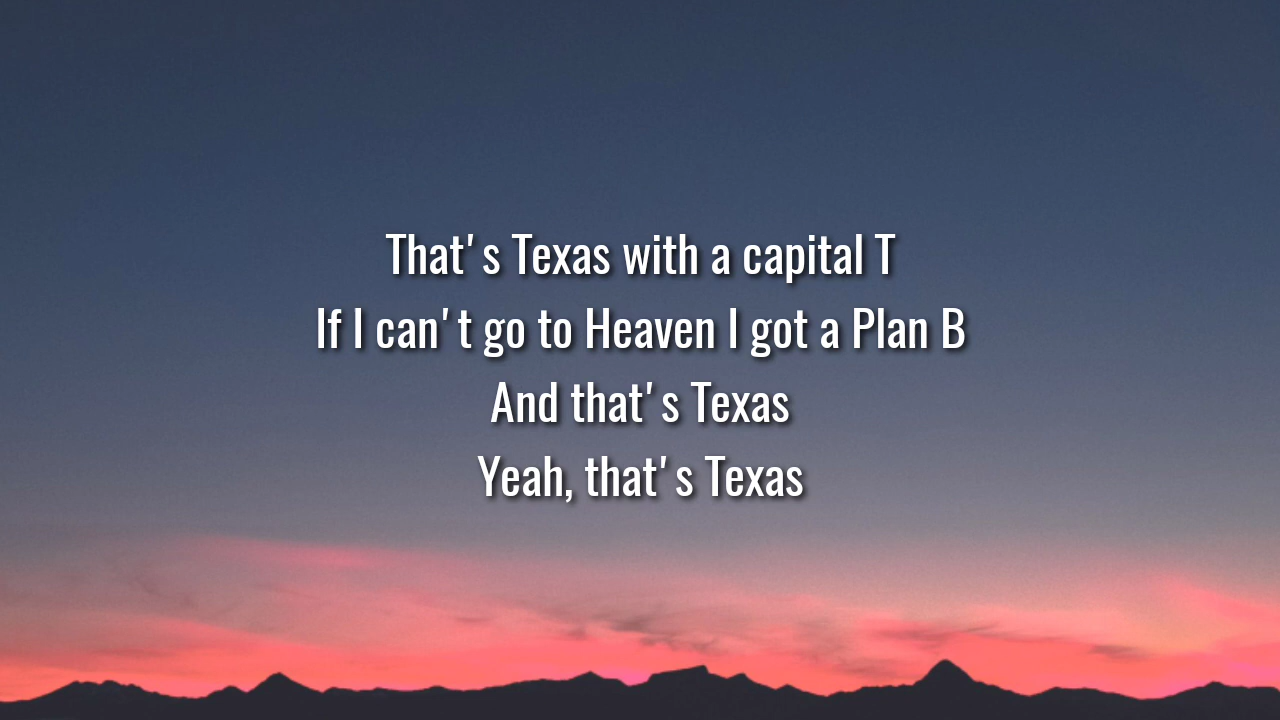 That's Texas with a capital T
If I can't go to Heaven I got a Plan B
And that's Texas
Yeah, that's Texas